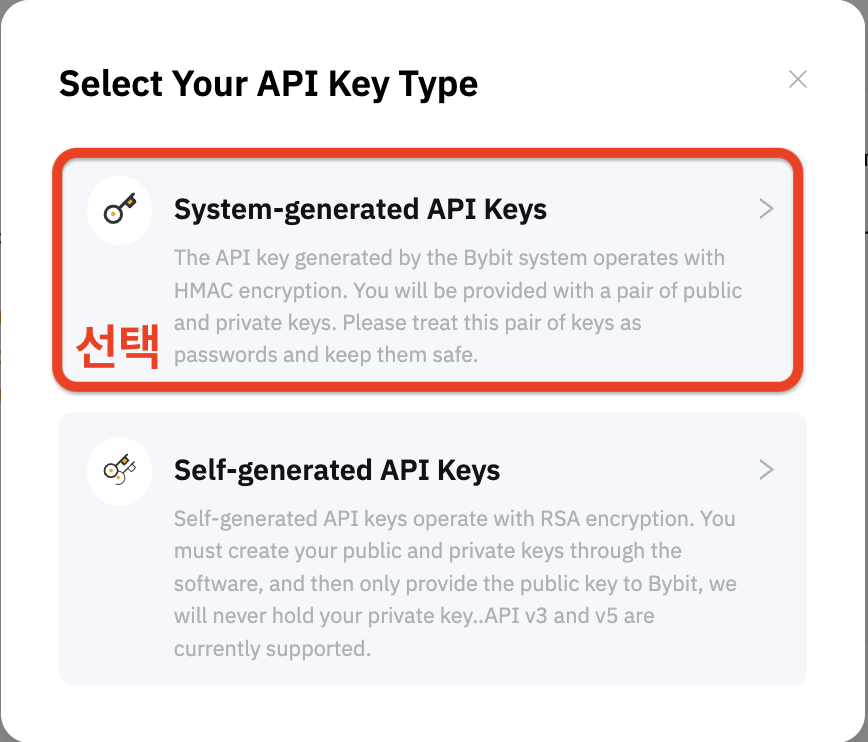 Select Your API Key Type
System-generated API Keys
The API key generated by the Bybit system operates with
HMAC encryption. You will be provided with a pair of public
and private keys. Please treat this pair of keys as
passwords and keep them safe.
선택
Self-generated API Keys
Self-generated API keys operate with RSA encryption. You
must create your public and private keys through the
software, and then only provide the public key to Bybit, we
will never hold your private key..API v3 and v5 are
currently supported.